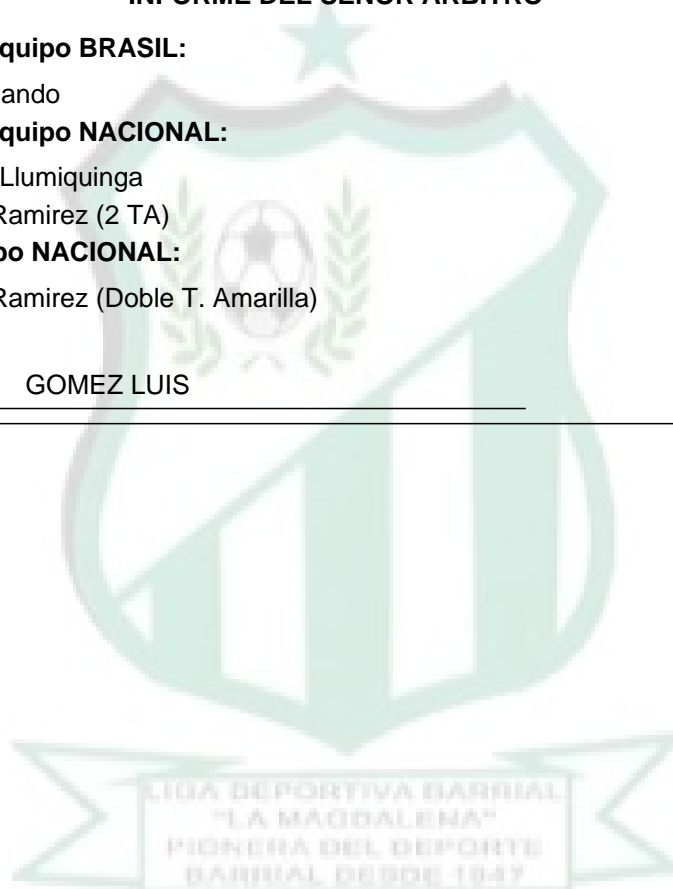 INFORME DEL SEÑOR ARBITRO
quipo BRASIL:
ando
quipo NACIONAL:
Llumiquinga
Ramirez (2 TA)
po NACIONAL:
Ramirez (Doble T. Amarilla)
GOMEZ LUIS
LIGA DEPORTIVA BARRIAL
"LA MAGDALENA"
PIONERA DEL DEPORTE
BARRIAL DESDE 1947